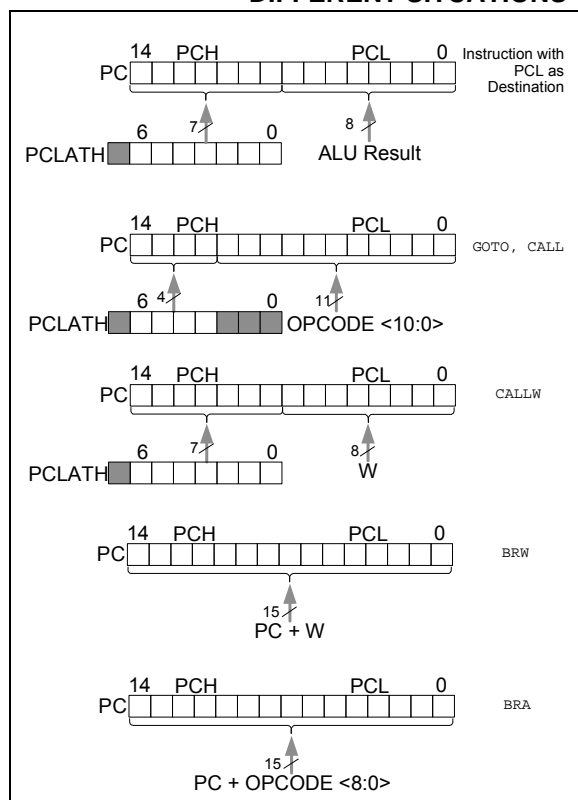 DIFFERENT SITUATIONS
14 PCH PCL 0
PC
Instruction with
PCL as
Destination
7 8
6 0
PCLATH
ALU Result
14 PCH PCL 0
PC
GOTO, CALL
4 11
6 0
PCLATH
OPCODE <10:0>
14 PCH PCL 0
PC
CALLW
7 8
6 0
PCLATH
W
14 PCH PCL 0
PC
BRW
15
PC + W
14 PCH PCL 0
PC
BRA
15
PC + OPCODE <8:0>